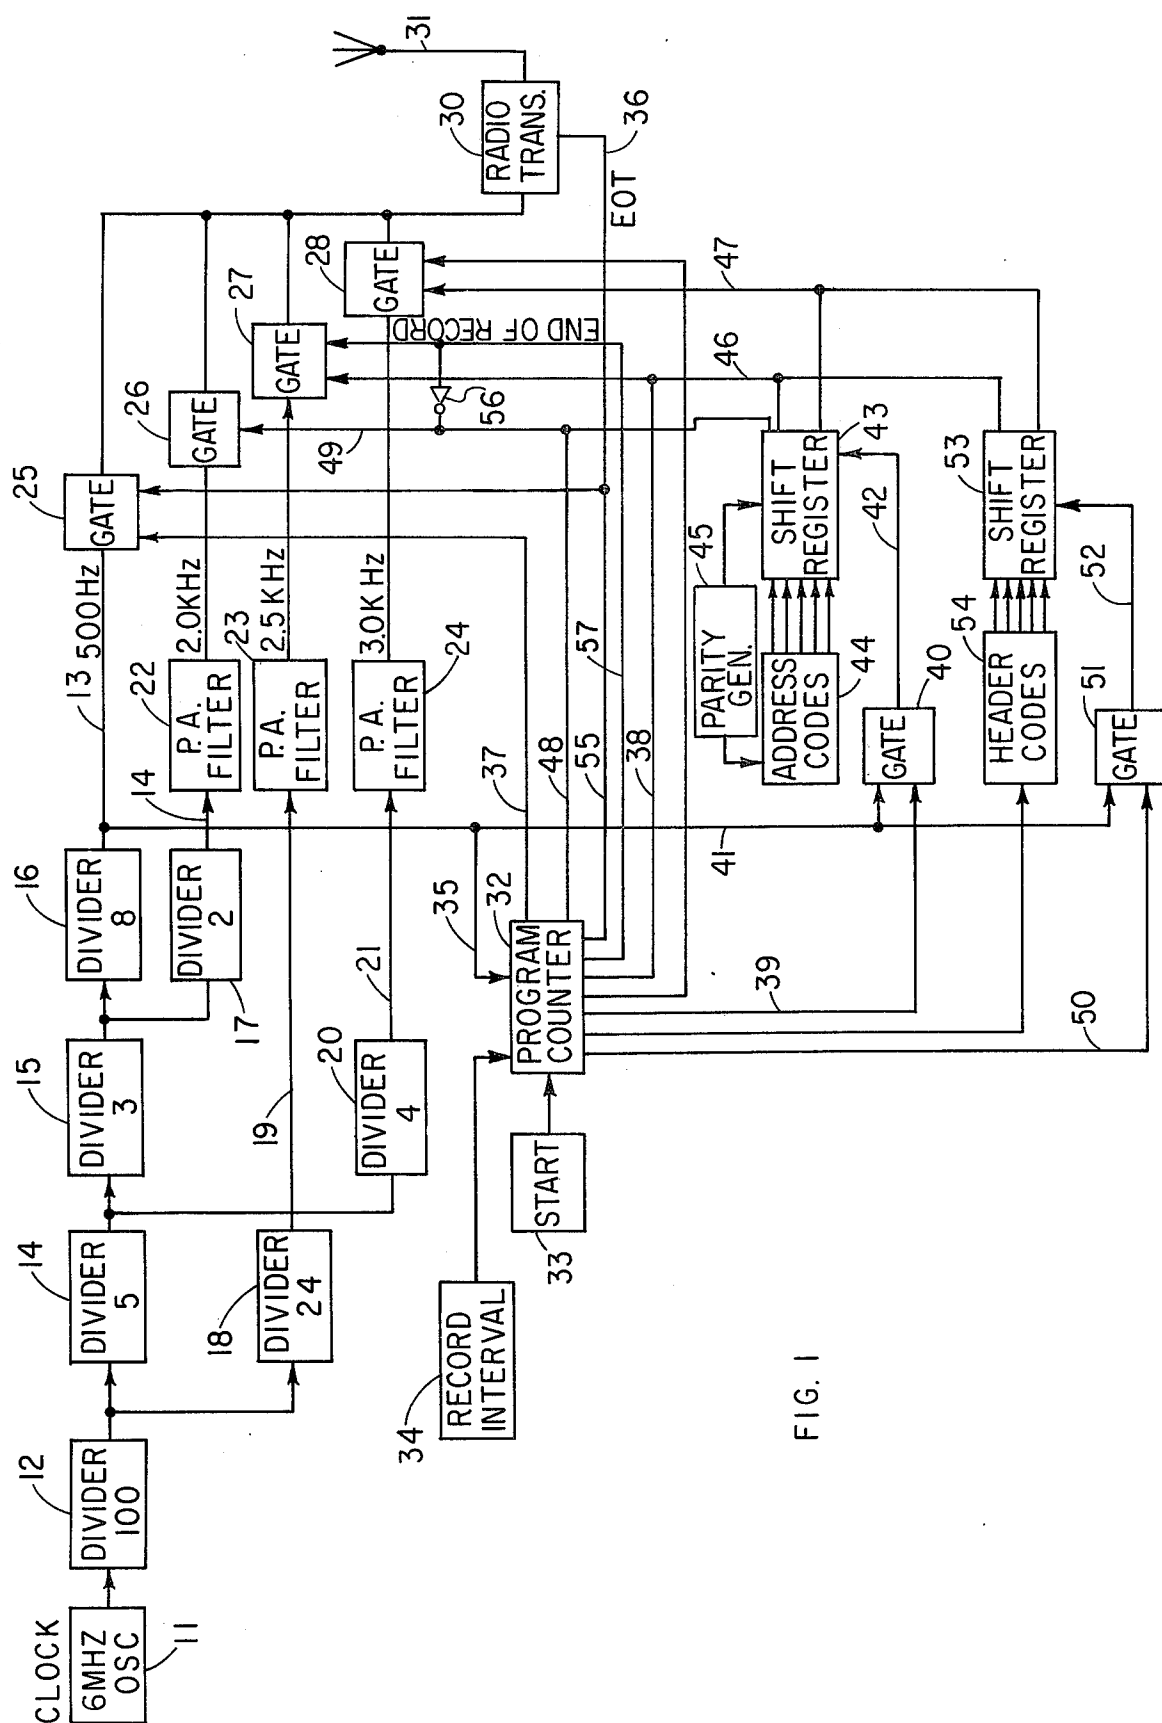 CLOCK
6MHZ
OSC
11
DIVIDER
100
12
DIVIDER
5
14
DIVIDER
3
15
DIVIDER
8
16
13
500Hz
GATE
25
DIVIDER
2
17
14
P.A.
FILTER
22
2.0KHz
GATE
26
DIVIDER
24
18
19
P.A.
FILTER
23
2.5KHz
GATE
27
DIVIDER
4
20
21
P.A.
FILTER
24
3.0KHz
GATE
28
RADIO
TRANS.
30
31
49
56
END OF RECORD
EOT
36
RECORD
INTERVAL
34
START
33
PROGRAM
COUNTER
32
35
37
48
55
57
38
46
47
39
50
41
PARITY
GEN.
45
ADDRESS
CODES
44
SHIFT
REGISTER
43
GATE
40
42
HEADER
CODES
54
SHIFT
REGISTER
53
GATE
51
52
FIG. 1